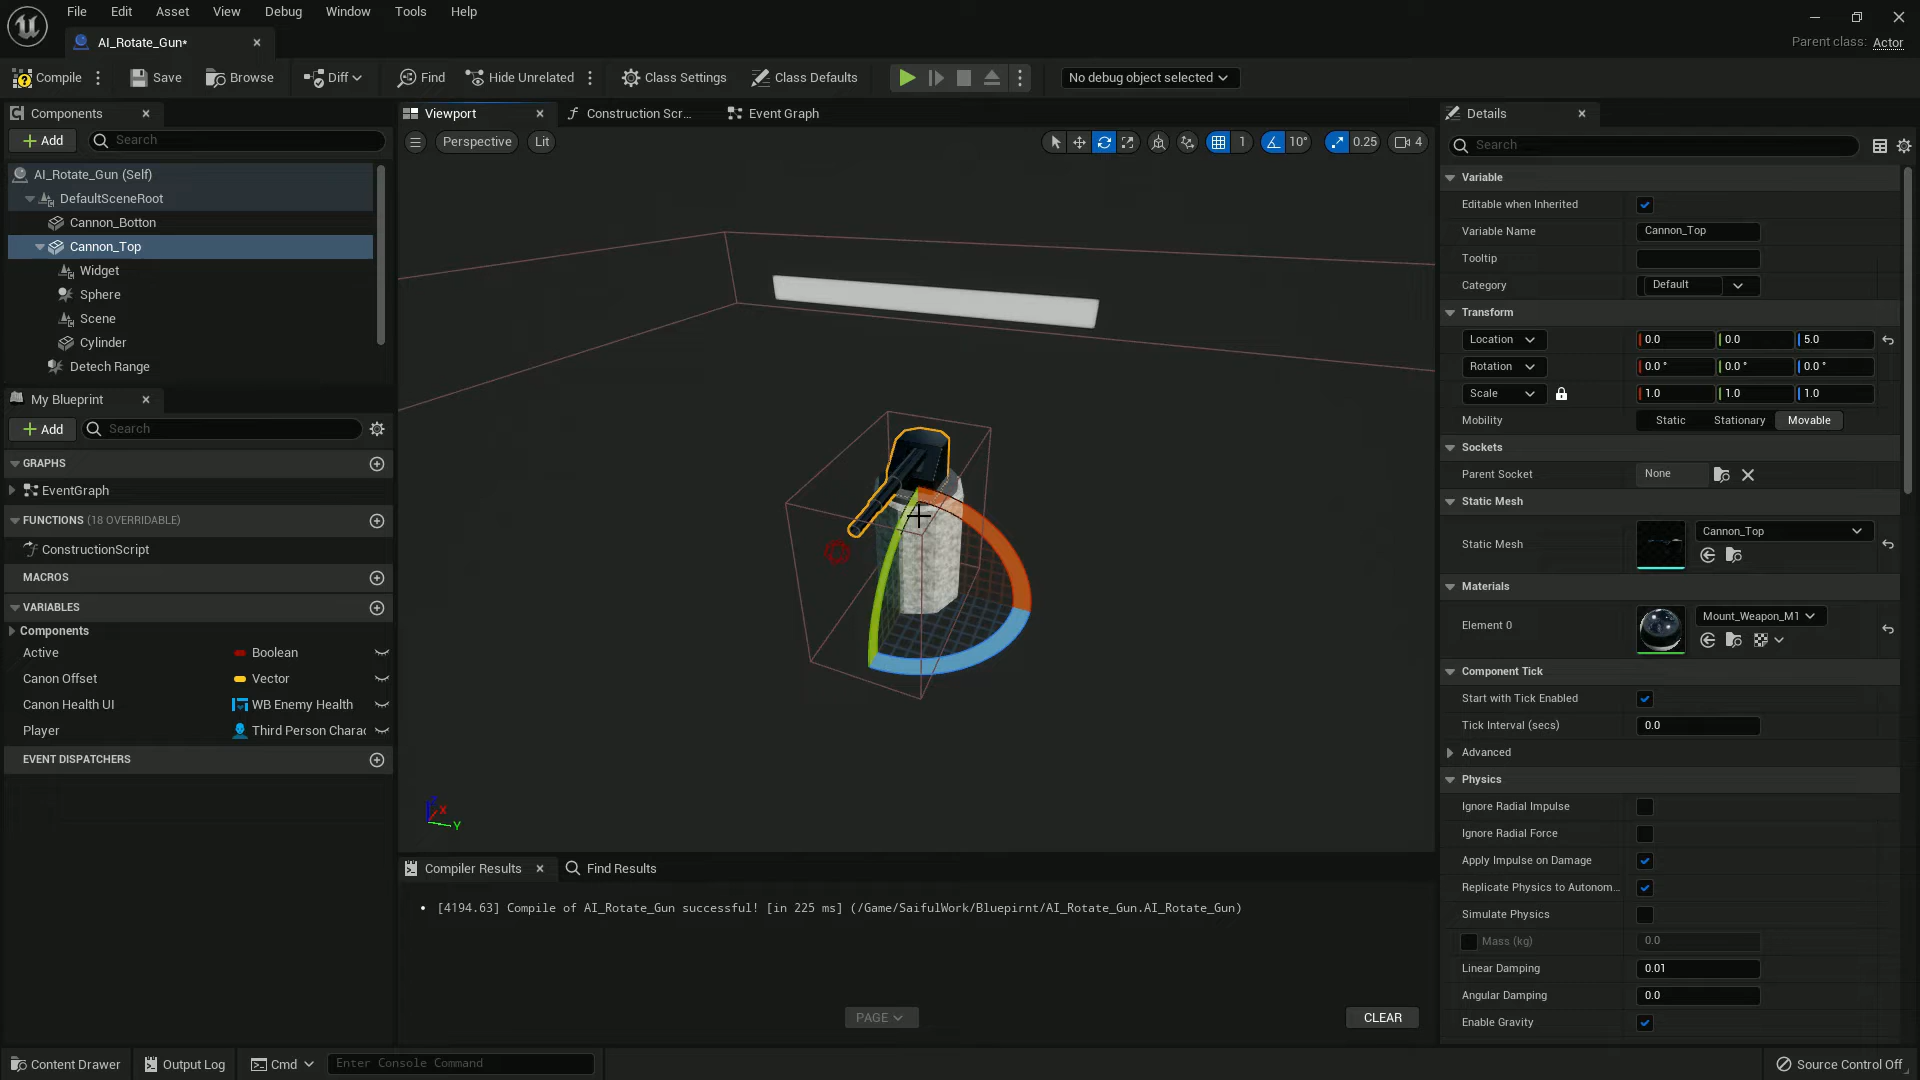 File Edit Asset View Debug Window Tools Help
AI_Rotate_Gun*
Parent class: Actor
Compile
Save
Browse
Diff
Find
Hide Unrelated
Class Settings
Class Defaults
No debug object selected
Components
Add
Search
AI_Rotate_Gun (Self)
DefaultSceneRoot
Cannon_Botton
Cannon_Top
Widget
Sphere
Scene
Cylinder
Detech Range
My Blueprint
Add
Search
GRAPHS
EventGraph
FUNCTIONS (18 OVERRIDABLE)
ConstructionScript
MACROS
VARIABLES
Components
Active Boolean
Canon Offset Vector
Canon Health UI WB Enemy Health
Player Third Person Charac
EVENT DISPATCHERS
Viewport
Construction Scr...
Event Graph
Perspective
Lit
1
10°
0.25
4
Z
X
Y
Compiler Results
Find Results
[4194.63] Compile of AI_Rotate_Gun successful! [in 225 ms] (/Game/SaifulWork/Bluepirnt/AI_Rotate_Gun.AI_Rotate_Gun)
PAGE
CLEAR
Details
Search
Variable
Editable when Inherited
Variable Name Cannon_Top
Tooltip
Category Default
Transform
Location 0.0 0.0 5.0
Rotation 0.0 ° 0.0 ° 0.0 °
Scale 1.0 1.0 1.0
Mobility Static Stationary Movable
Sockets
Parent Socket None
Static Mesh
Static Mesh Cannon_Top
Materials
Element 0 Mount_Weapon_M1
Component Tick
Start with Tick Enabled
Tick Interval (secs) 0.0
Advanced
Physics
Ignore Radial Impulse
Ignore Radial Force
Apply Impulse on Damage
Replicate Physics to Autonom...
Simulate Physics
Mass (kg) 0.0
Linear Damping 0.01
Angular Damping 0.0
Enable Gravity
Content Drawer
Output Log
Cmd
Enter Console Command
Source Control Off